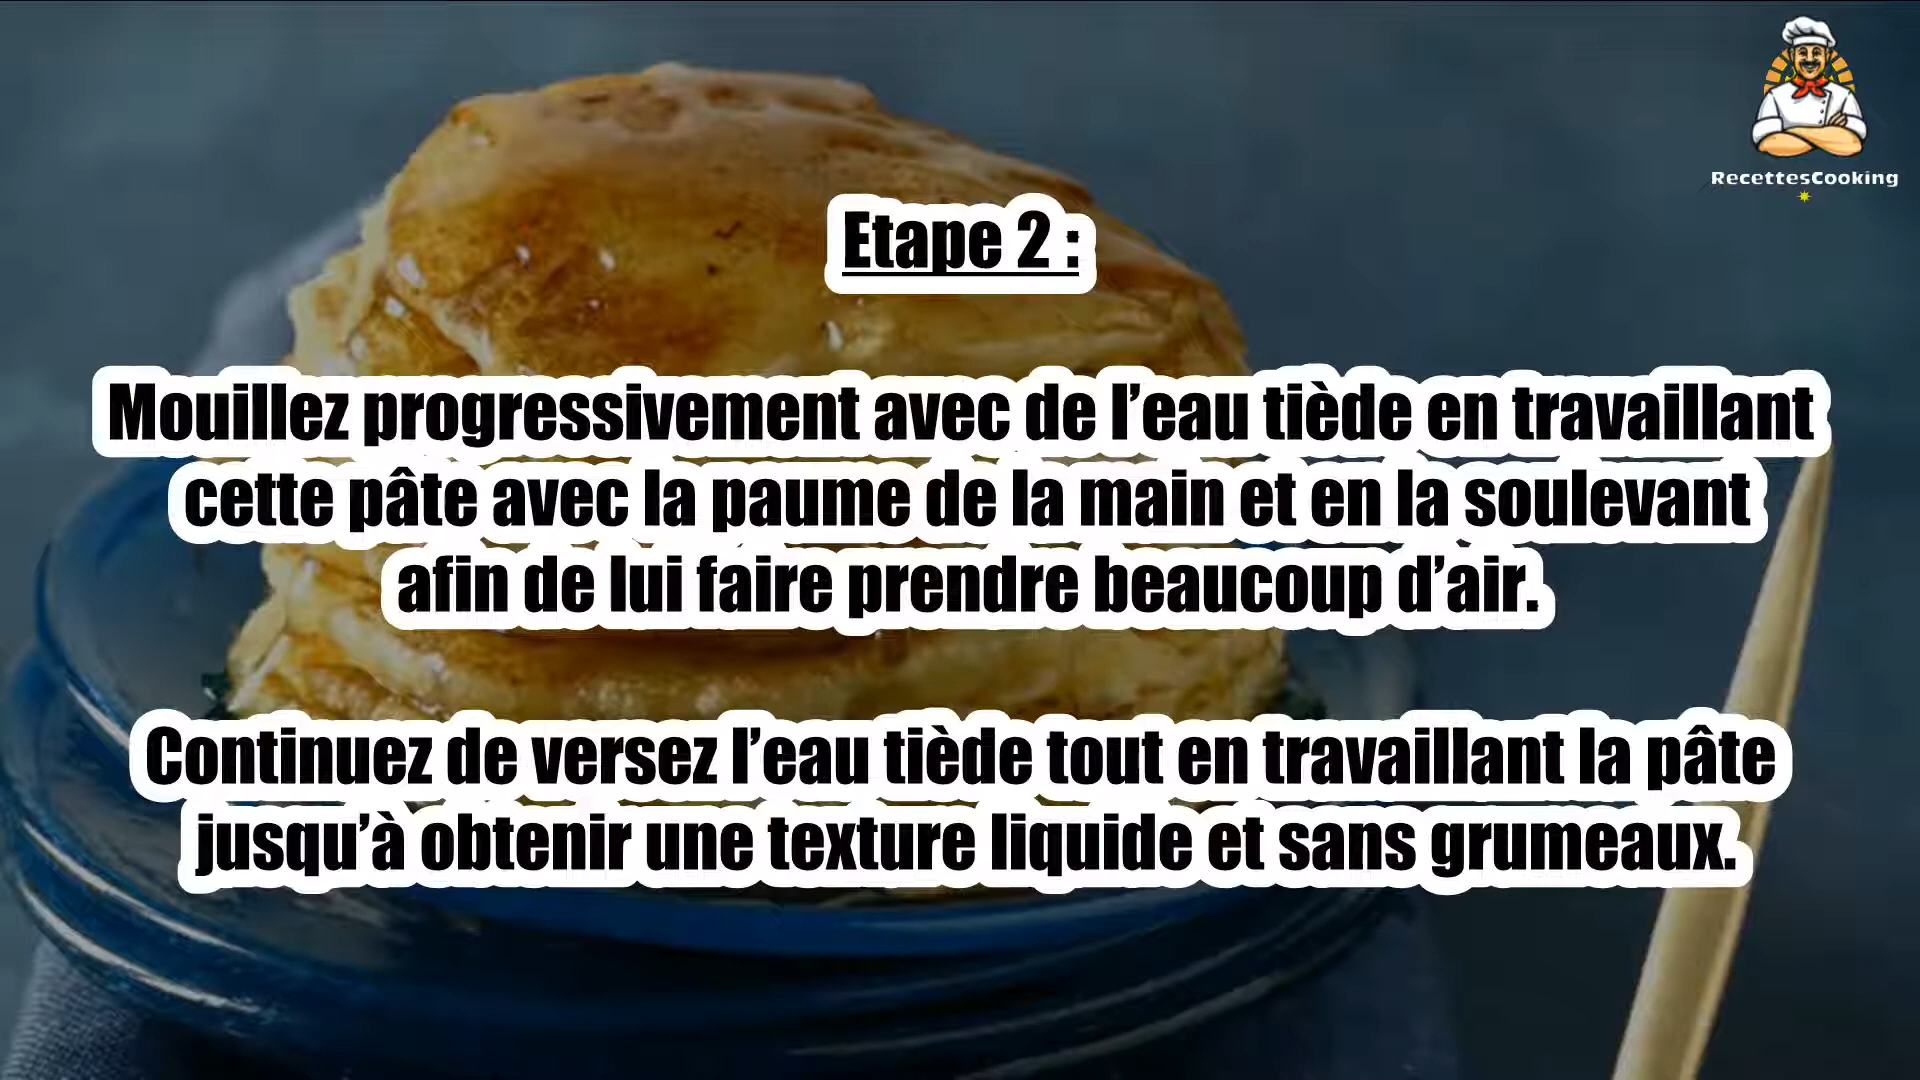 RecettesCooking
Etape 2 :
Mouillez progressivement avec de l’eau tiède en travaillant
cette pâte avec la paume de la main et en la soulevant
afin de lui faire prendre beaucoup d’air.
Continuez de versez l’eau tiède tout en travaillant la pâte
jusqu’à obtenir une texture liquide et sans grumeaux.